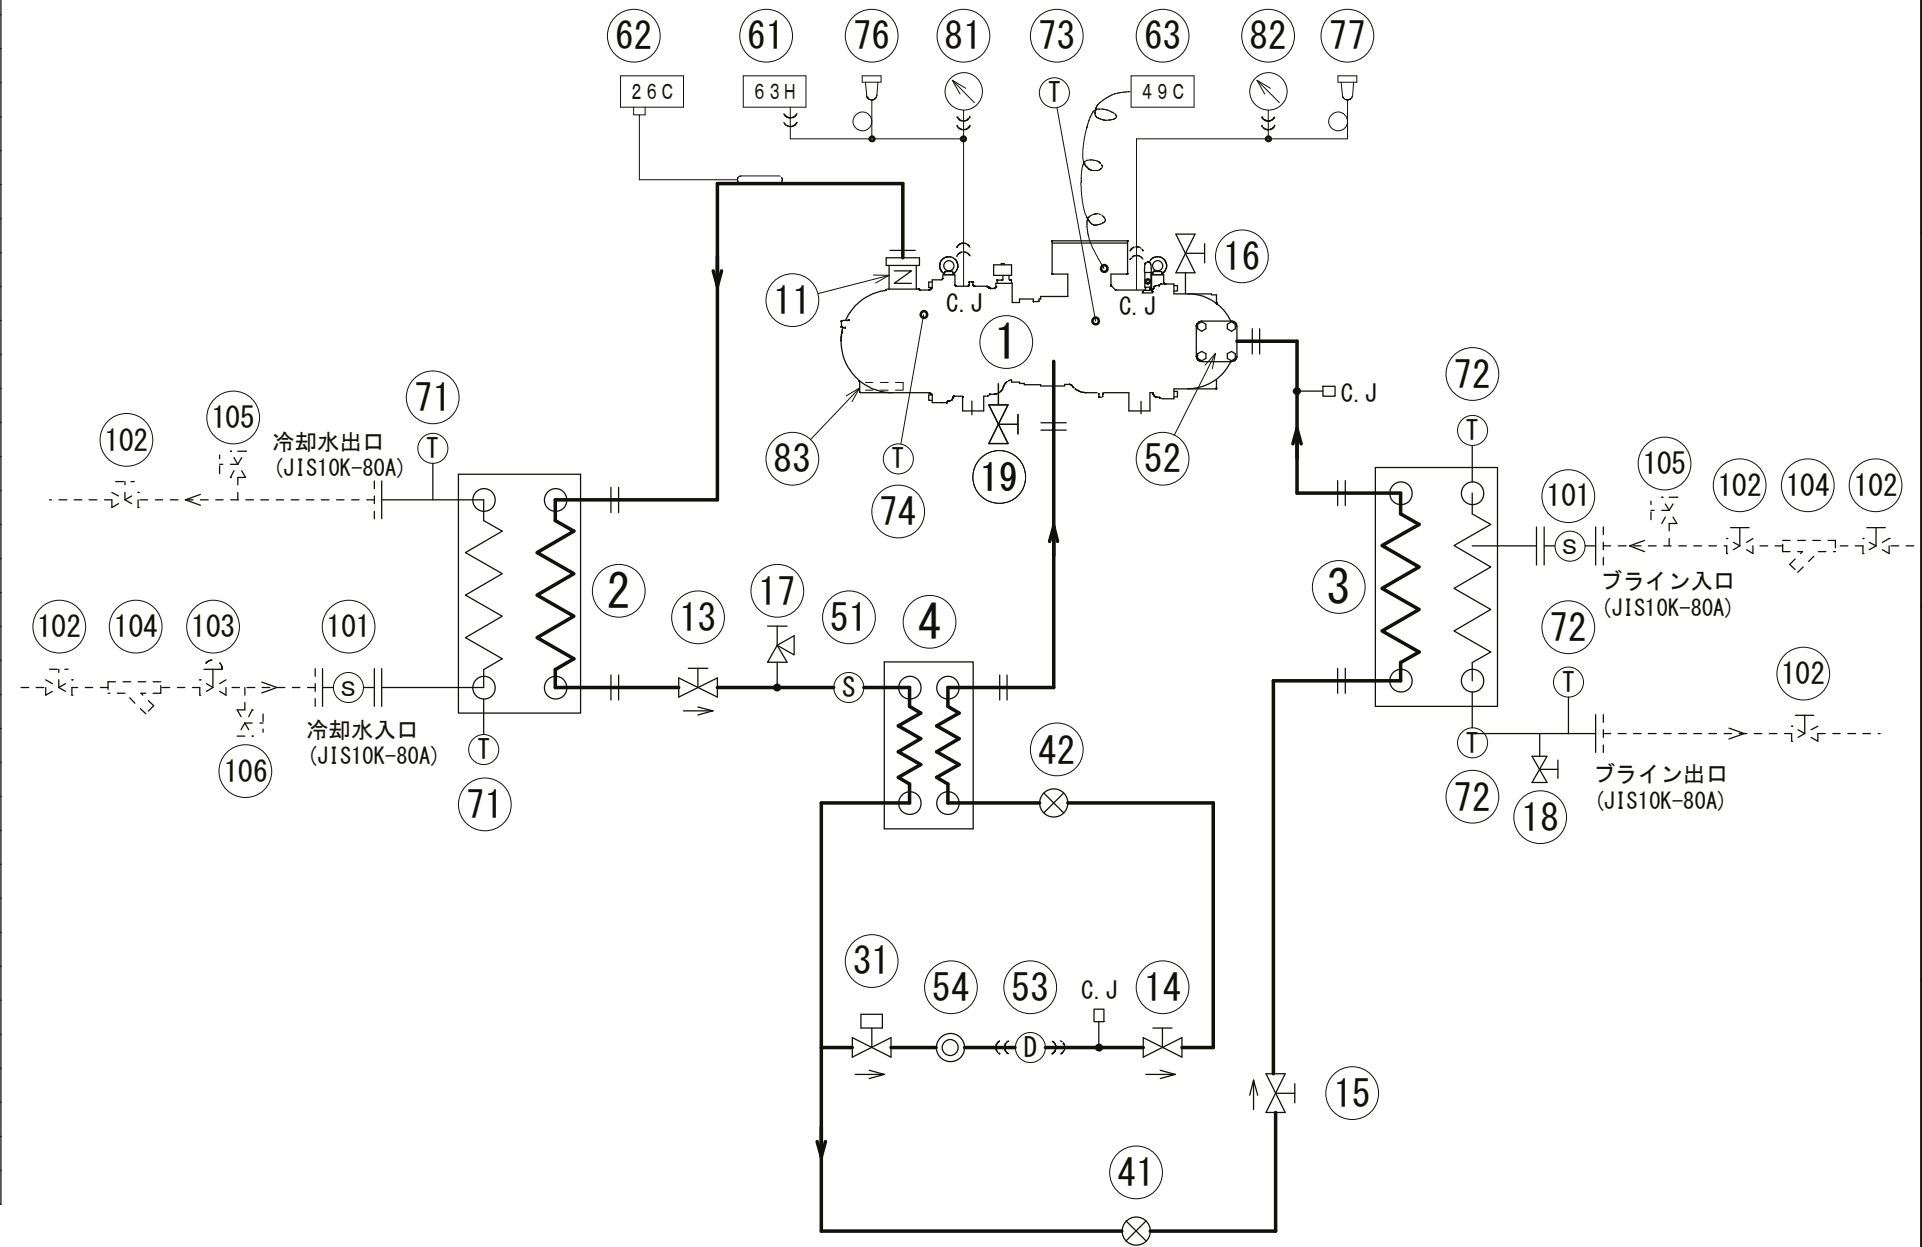 62 61 76 81 73 63 82 77
26C 63H T 49C
16
11 C.J C.J
1
72
71 C.J
105 T
102 冷却水出口 T 83 T 19 52 105
(JIS10K-80A) 101 102 104 102
74
S
ブライン入口
2 17 51 3 (JIS10K-80A)
102 104 103 101 13 4 72
102
S S T
冷却水入口
(JIS10K-80A) T 42 T
106 ブライン出口
71 72 18 (JIS10K-80A)
31 54 53 C.J 14
D
15
41